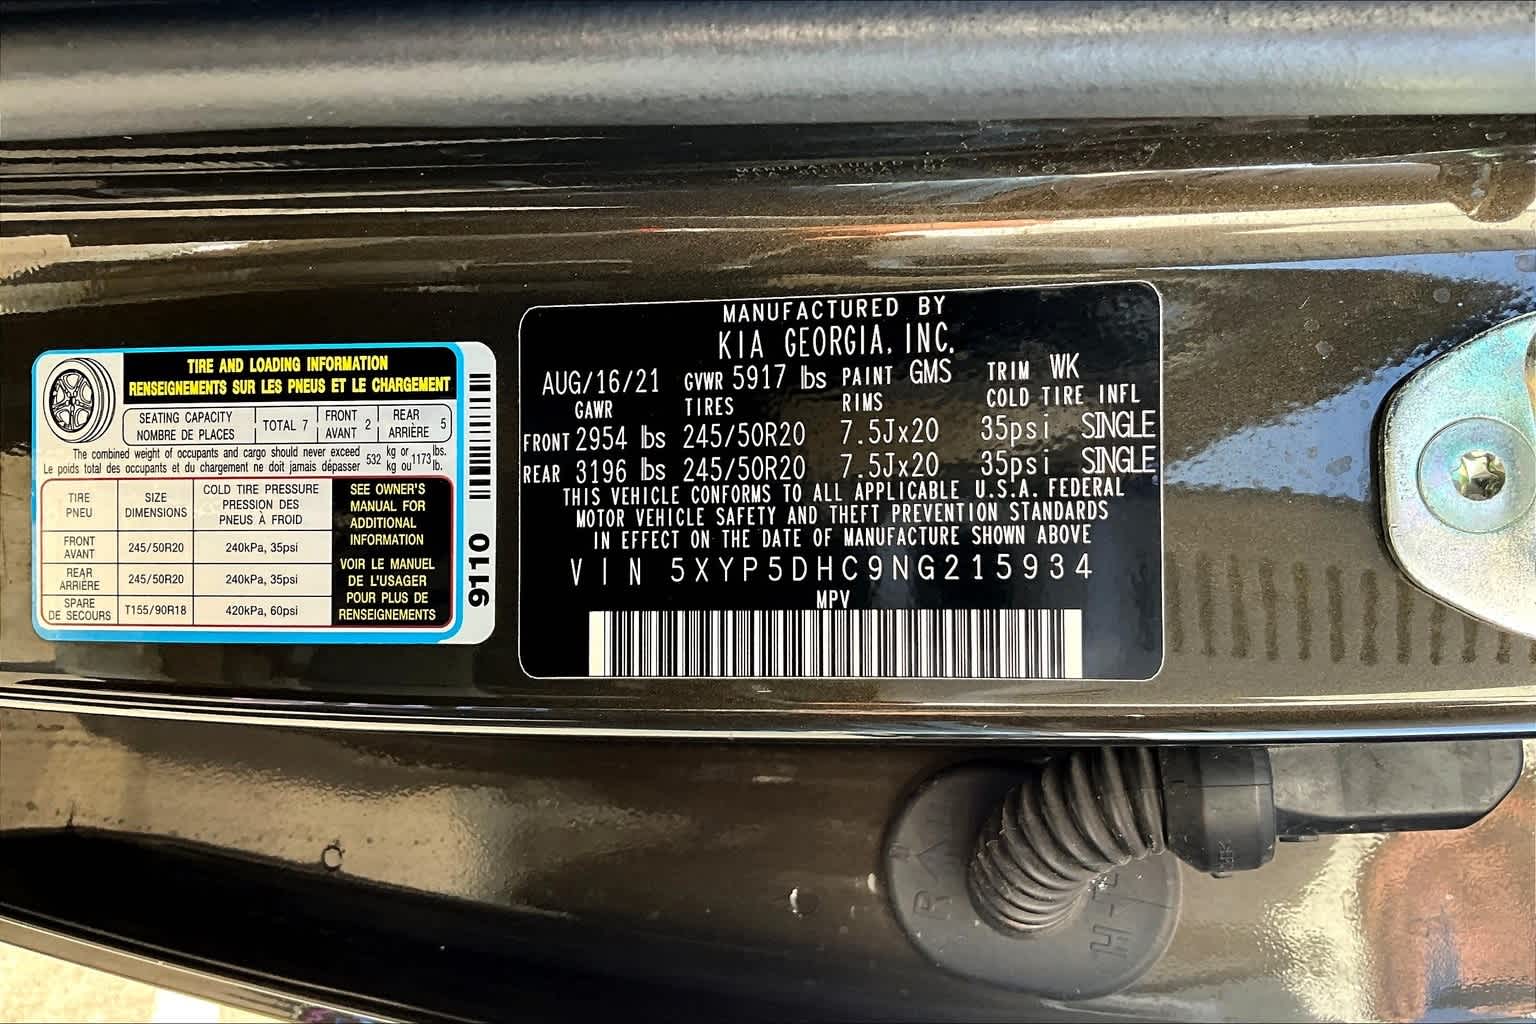 TIRE AND LOADING INFORMATION
RENSEIGNEMENTS SUR LES PNEUS ET LE CHARGEMENT
SEATING CAPACITY
NOMBRE DE PLACES
TOTAL 7
FRONT
AVANT
2
REAR
ARRIÈRE
5
The combined weight of occupants and cargo should never exceed
Le poids total des occupants et du chargement ne doit jamais dépasser
532
kg or
kg ou
1173
lbs.
lb.
TIRE
PNEU
SIZE
DIMENSIONS
COLD TIRE PRESSURE
PRESSION DES
PNEUS À FROID
FRONT
AVANT
245/50R20
240kPa, 35psi
REAR
ARRIÈRE
245/50R20
240kPa, 35psi
SPARE
DE SECOURS
T155/90R18
420kPa, 60psi
SEE OWNER'S
MANUAL FOR
ADDITIONAL
INFORMATION
VOIR LE MANUEL
DE L'USAGER
POUR PLUS DE
RENSEIGNEMENTS
9110
MANUFACTURED BY
KIA GEORGIA, INC.
AUG/16/21 GVWR 5917 lbs PAINT GMS TRIM WK
GAWR TIRES RIMS COLD TIRE INFL
FRONT 2954 lbs 245/50R20 7.5Jx20 35psi SINGLE
REAR 3196 lbs 245/50R20 7.5Jx20 35psi SINGLE
THIS VEHICLE CONFORMS TO ALL APPLICABLE U.S.A. FEDERAL
MOTOR VEHICLE SAFETY AND THEFT PREVENTION STANDARDS
IN EFFECT ON THE DATE OF MANUFACTURE SHOWN ABOVE
VIN 5XYP5DHC9NG215934
MPV